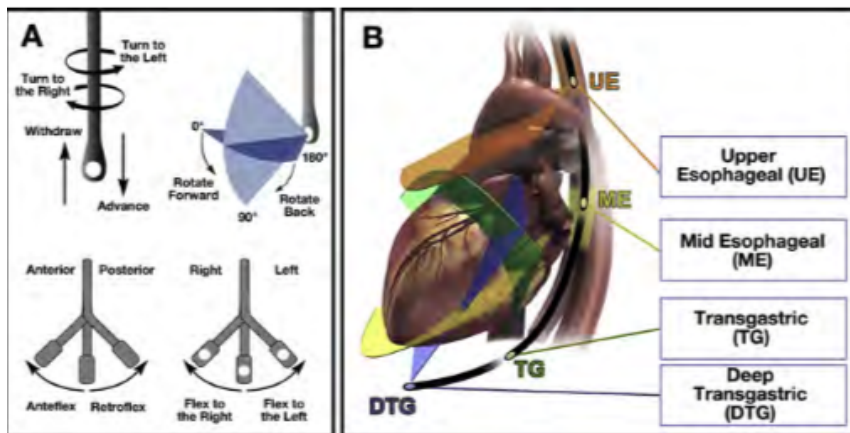 A
Turn to
the Left
Turn to
the Right
Withdraw
Advance
0°
180°
Rotate
Forward
Rotate
Back
90°
Anterior
Posterior
Right
Left
Anteflex
Retroflex
Flex to
the Right
Flex to
the Left
B
UE
Upper
Esophageal (UE)
ME
Mid Esophageal
(ME)
Transgastric
(TG)
TG
Deep
Transgastric
(DTG)
DTG